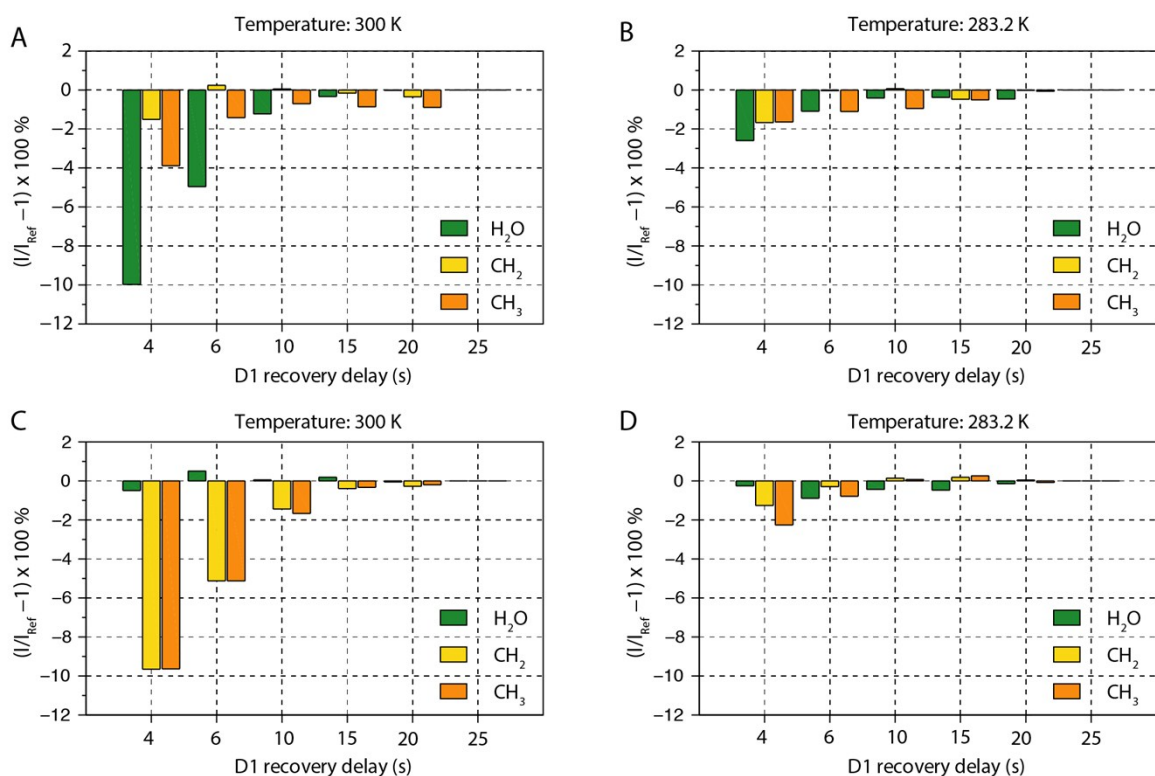 A
Temperature: 300 K
2
0
−2
−4
−6
−8
−10
−12
(I/I_Ref −1) x 100 %
H₂O
CH₂
CH₃
4 6 10 15 20 25
D1 recovery delay (s)
B
Temperature: 283.2 K
2
0
−2
−4
−6
−8
−10
−12
(I/I_Ref −1) x 100 %
H₂O
CH₂
CH₃
4 6 10 15 20 25
D1 recovery delay (s)
C
Temperature: 300 K
2
0
−2
−4
−6
−8
−10
−12
(I/I_Ref −1) x 100 %
H₂O
CH₂
CH₃
4 6 10 15 20 25
D1 recovery delay (s)
D
Temperature: 283.2 K
2
0
−2
−4
−6
−8
−10
−12
(I/I_Ref −1) x 100 %
H₂O
CH₂
CH₃
4 6 10 15 20 25
D1 recovery delay (s)